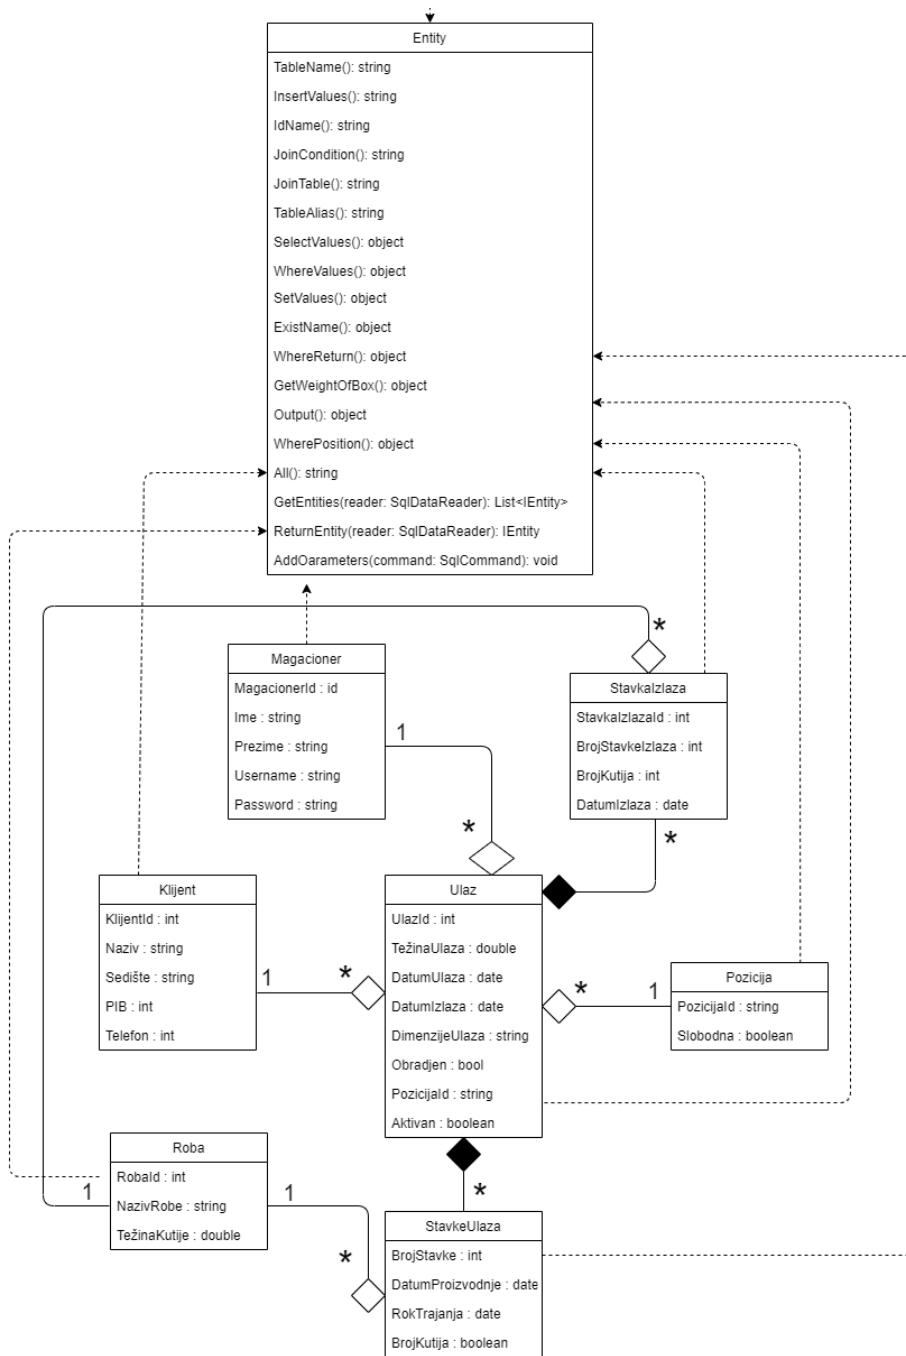 Entity
TableName(): string
InsertValues(): string
IdName(): string
JoinCondition(): string
JoinTable(): string
TableAlias(): string
SelectValues(): object
WhereValues(): object
SetValues(): object
ExistName(): object
WhereReturn(): object
GetWeightOfBox(): object
Output(): object
WherePosition(): object
All(): string
GetEntities(reader: SqlDataReader): List<IEntity>
ReturnEntity(reader: SqlDataReader): IEntity
AddOarameters(command: SqlCommand): void
Magacioner
MagacionerId : id
Ime : string
Prezime : string
Username : string
Password : string
1
*
*
StavkaIzlaza
StavkaIzlazaId : int
BrojStavkeIzlaza : int
BrojKutija : int
DatumIzlaza : date
*
Klijent
KlijentId : int
Naziv : string
Sedište : string
PIB : int
Telefon : int
1
*
Ulaz
UlazId : int
TežinaUlaza : double
DatumUlaza : date
DatumIzlaza : date
DimenzijeUlaza : string
Obradjen : bool
PozicijaId : string
Aktivan : boolean
*
1
Pozicija
PozicijaId : string
Slobodna : boolean
Roba
RobaId : int
NazivRobe : string
TežinaKutije : double
1
1
*
*
StavkeUlaza
BrojStavke : int
DatumProizvodnje : date
RokTrajanja : date
BrojKutija : boolean